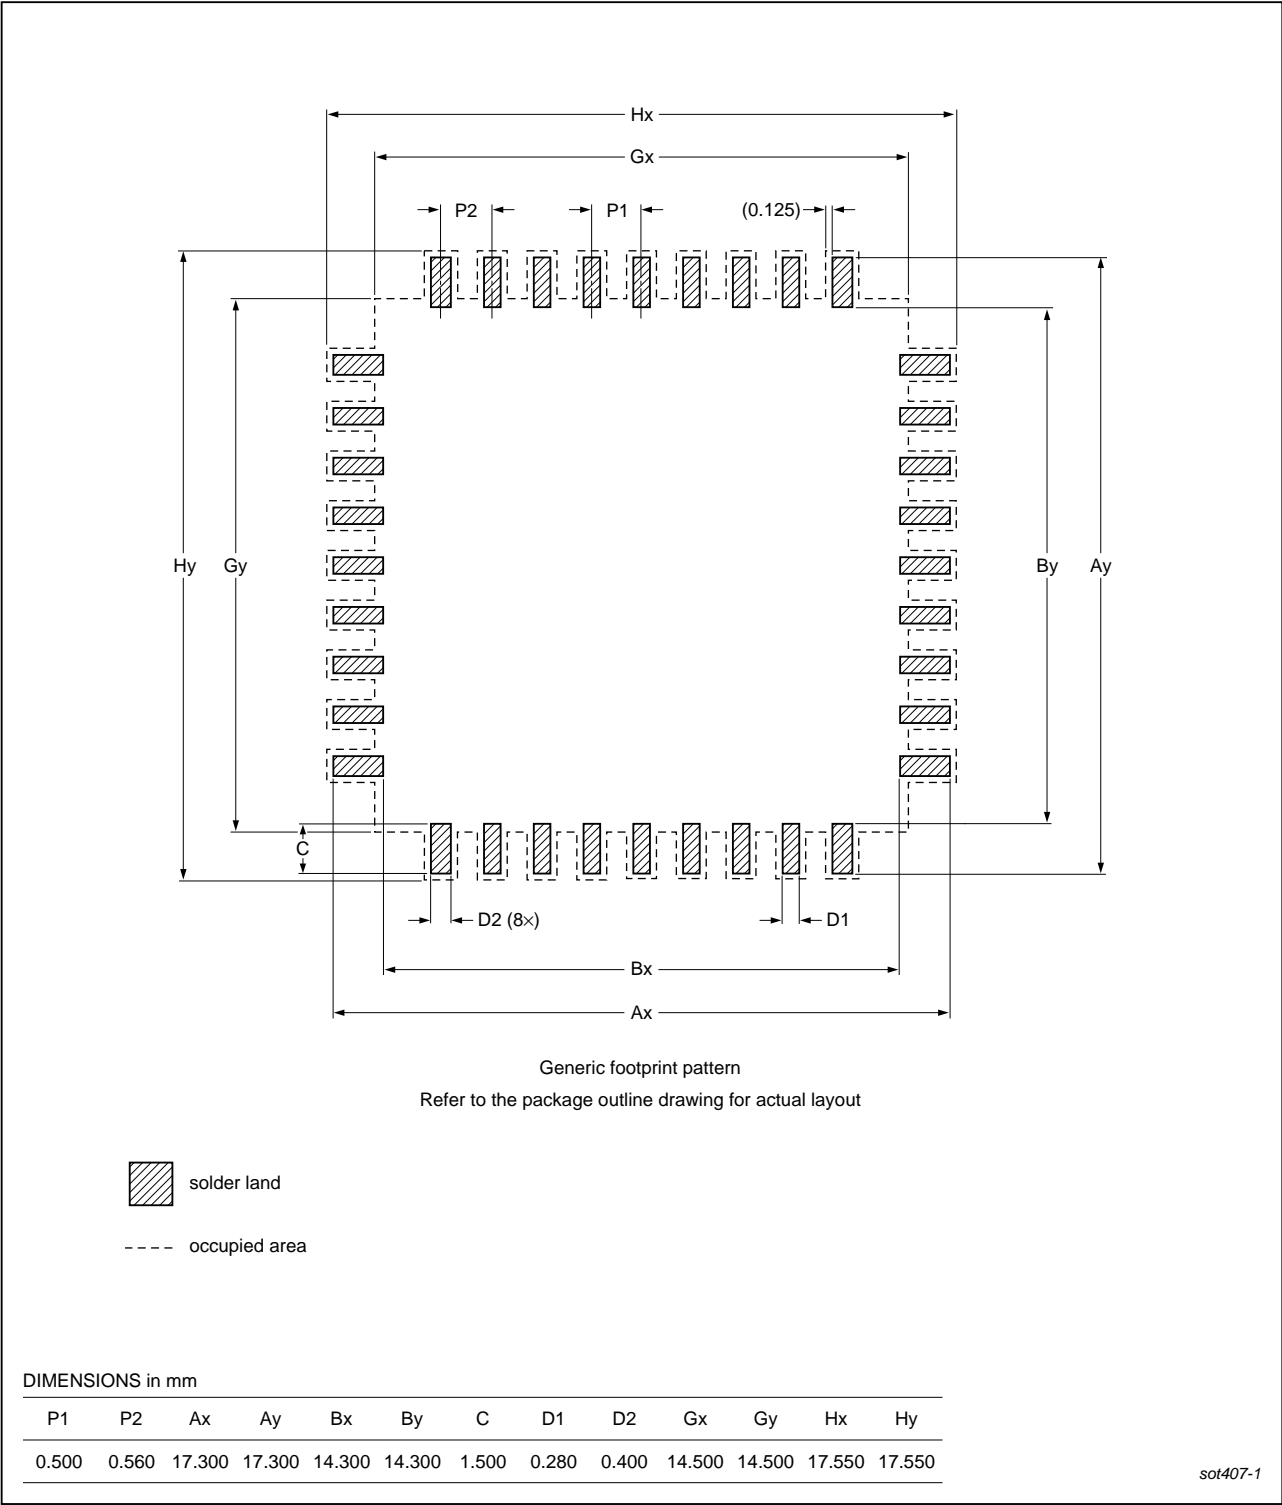 Hx
Gx
P2
P1
(0.125)
Hy
Gy
By
Ay
C
D2 (8×)
D1
Bx
Ax
Generic footprint pattern
Refer to the package outline drawing for actual layout
solder land
occupied area
DIMENSIONS in mm
P1 P2 Ax Ay Bx By C D1 D2 Gx Gy Hx Hy
0.500 0.560 17.300 17.300 14.300 14.300 1.500 0.280 0.400 14.500 14.500 17.550 17.550
sot407-1